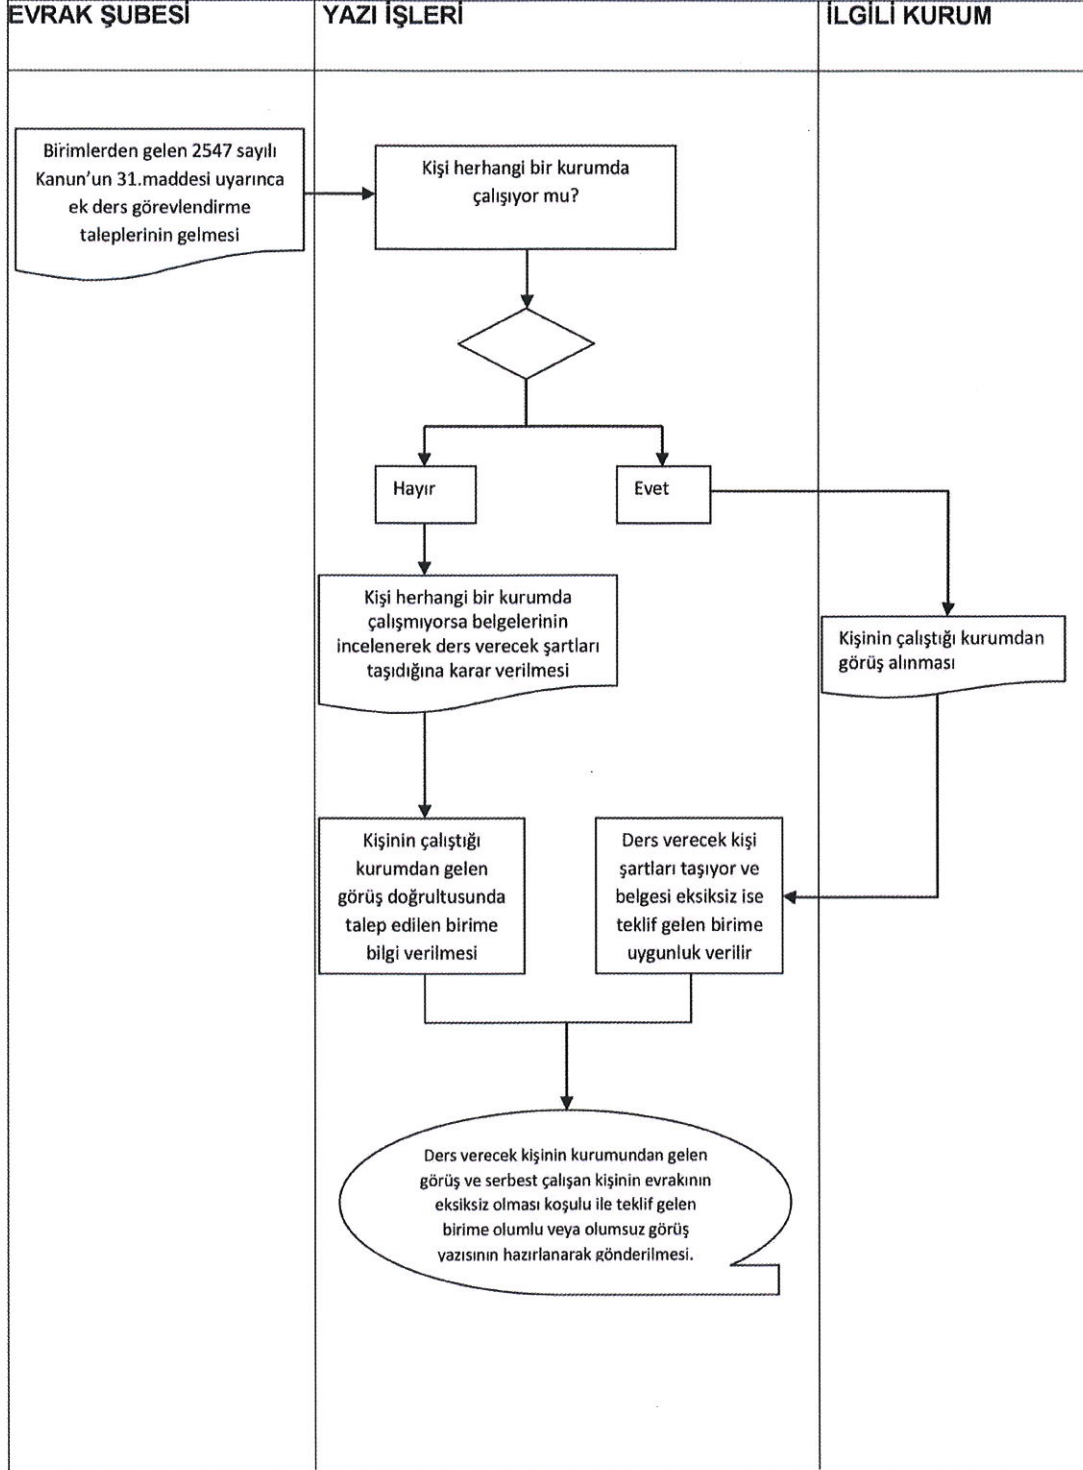 EVRAK ŞUBESİ
YAZI İŞLERİ
İLGİLİ KURUM
Birimlerden gelen 2547 sayılı
Kanun'un 31.maddesi uyarınca
ek ders görevlendirme
taleplerinin gelmesi
Kişi herhangi bir kurumda
çalışıyor mu?
Hayır
Evet
Kişi herhangi bir kurumda
çalışmıyorsa belgelerinin
incelenerek ders verecek şartları
taşıdığına karar verilmesi
Kişinin çalıştığı kurumdan
görüş alınması
Kişinin çalıştığı
kurumdan gelen
görüş doğrultusunda
talep edilen birime
bilgi verilmesi
Ders verecek kişi
şartları taşıyor ve
belgesi eksiksiz ise
teklif gelen birime
uygunluk verilir
Ders verecek kişinin kurumundan gelen
görüş ve serbest çalışan kişinin evrakının
eksiksiz olması koşulu ile teklif gelen
birime olumlu veya olumsuz görüş
yazısının hazırlanarak gönderilmesi.